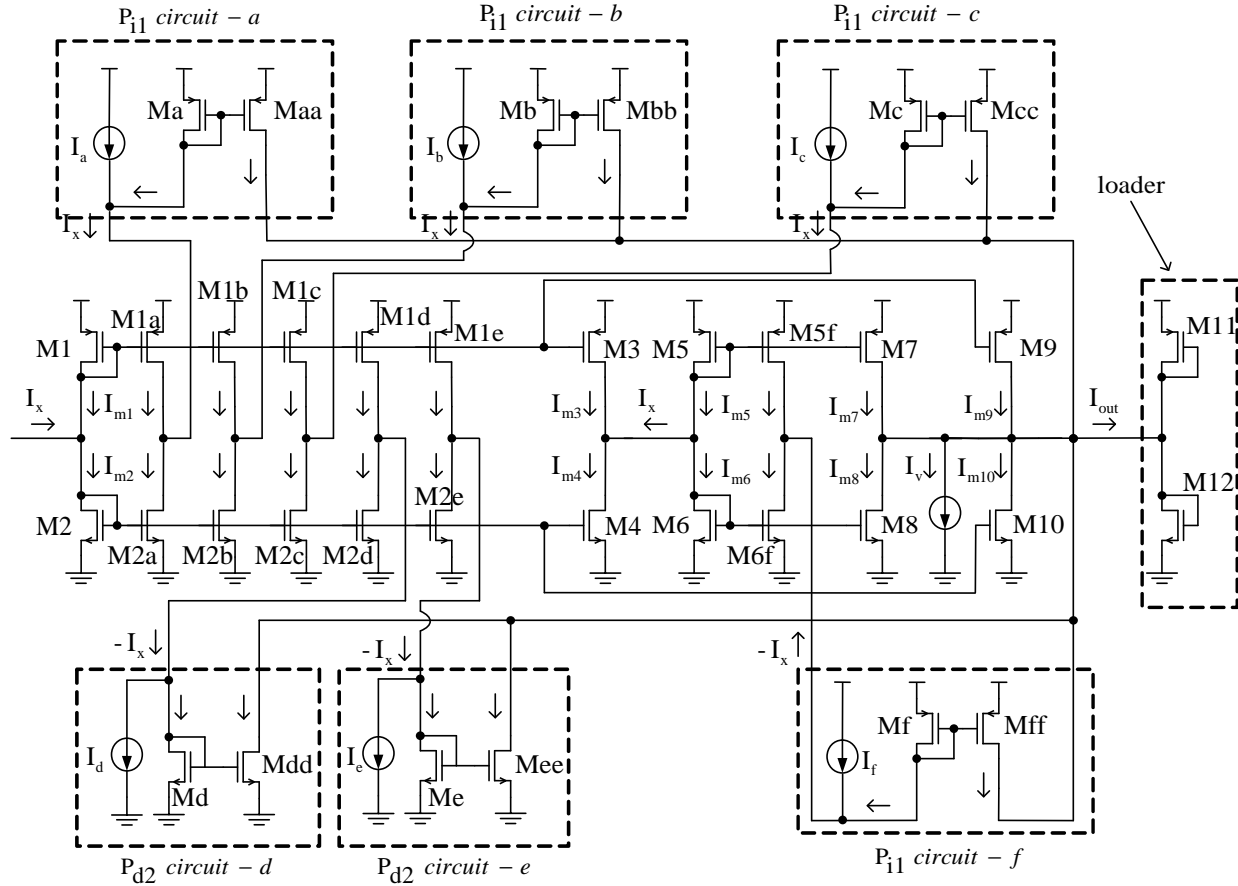 P_i1 circuit – a
P_i1 circuit – b
P_i1 circuit – c
Ma
Maa
I_a
Mb
Mbb
I_b
Mc
Mcc
I_c
loader
I_x
I_x
I_x
M1a
M1b
M1c
M1d
M1e
M11
M1
M3
M5
M5f
M7
M9
I_x
I_m1
I_m3
I_x
I_m5
I_m7
I_m9
I_out
I_m2
I_m4
I_m6
I_m8
I_v
I_m10
M2e
M12
M2
M4
M6
M8
M10
M2a
M2b
M2c
M2d
M6f
- I_x
- I_x
- I_x
I_d
Md
Mdd
I_e
Me
Mee
I_f
Mf
Mff
P_d2 circuit – d
P_d2 circuit – e
P_i1 circuit – f